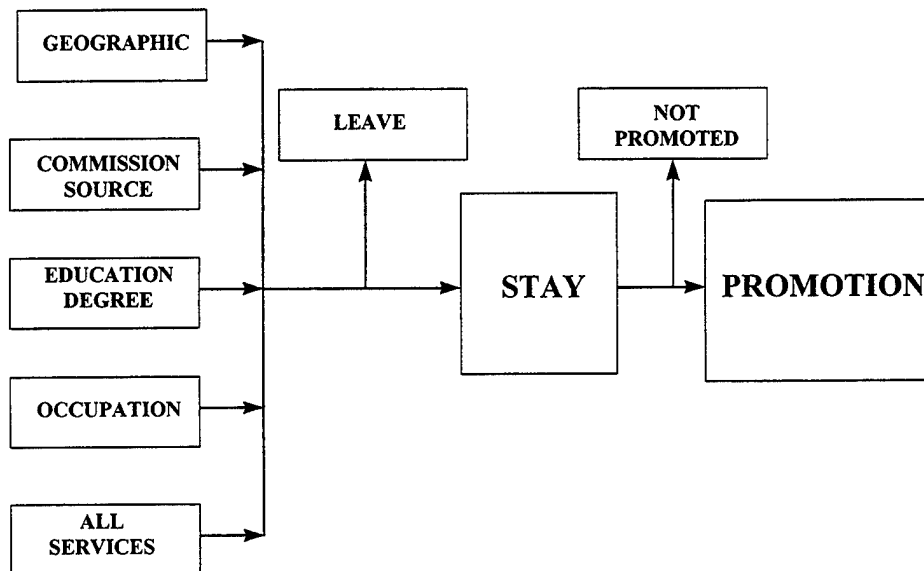 GEOGRAPHIC
COMMISSION
SOURCE
EDUCATION
DEGREE
OCCUPATION
ALL
SERVICES
LEAVE
STAY
NOT
PROMOTED
PROMOTION